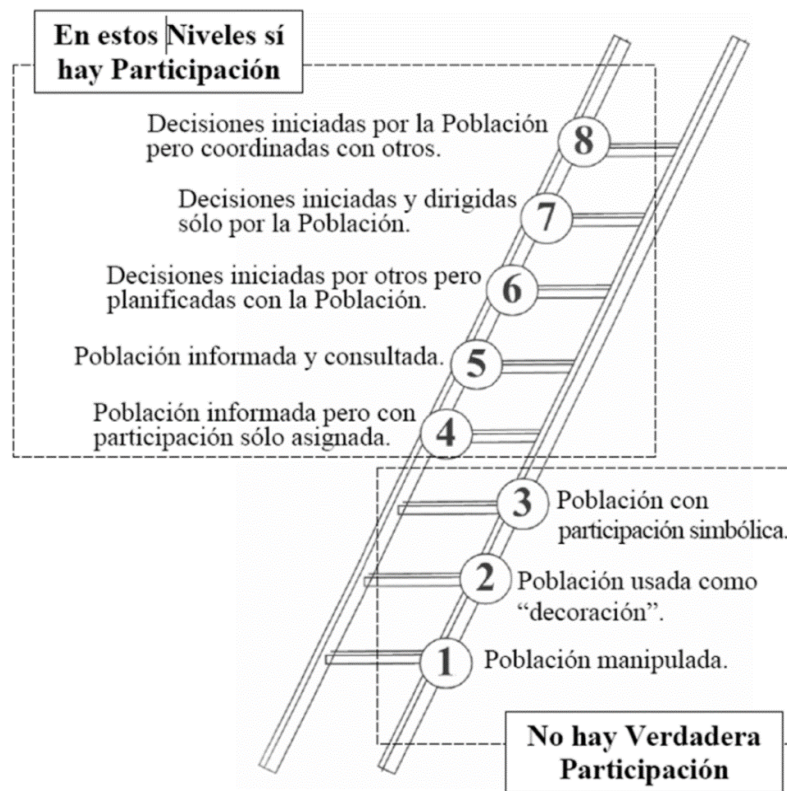 En estos Niveles sí
hay Participación
Decisiones iniciadas por la Población
pero coordinadas con otros.
8
Decisiones iniciadas y dirigidas
sólo por la Población.
7
Decisiones iniciadas por otros pero
planificadas con la Población.
6
Población informada y consultada.
5
Población informada pero con
participación sólo asignada.
4
3
Población con
participación simbólica.
2
Población usada como
“decoración”.
1
Población manipulada.
No hay Verdadera
Participación